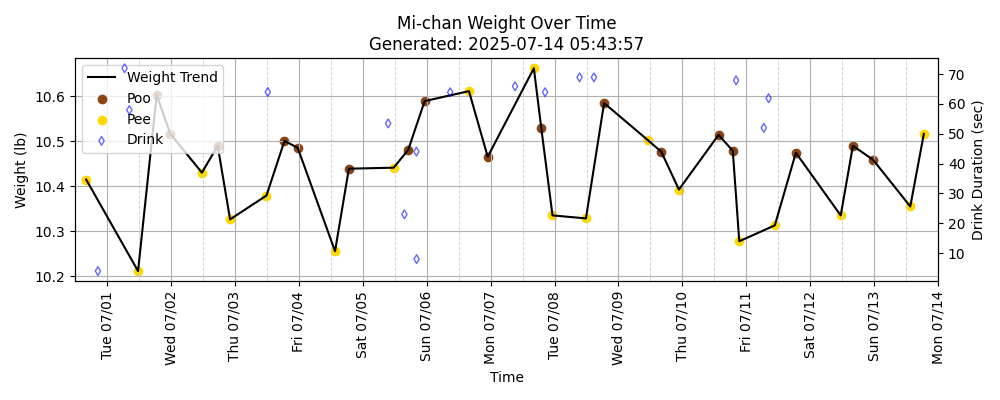 Mi-chan Weight Over Time
Generated: 2025-07-14 05:43:57
Weight Trend
Poo
Pee
Drink
Weight (lb)
10.6
10.5
10.4
10.3
10.2
Drink Duration (sec)
70
60
50
40
30
20
10
Tue 07/01
Wed 07/02
Thu 07/03
Fri 07/04
Sat 07/05
Sun 07/06
Mon 07/07
Tue 07/08
Wed 07/09
Thu 07/10
Fri 07/11
Sat 07/12
Sun 07/13
Mon 07/14
Time